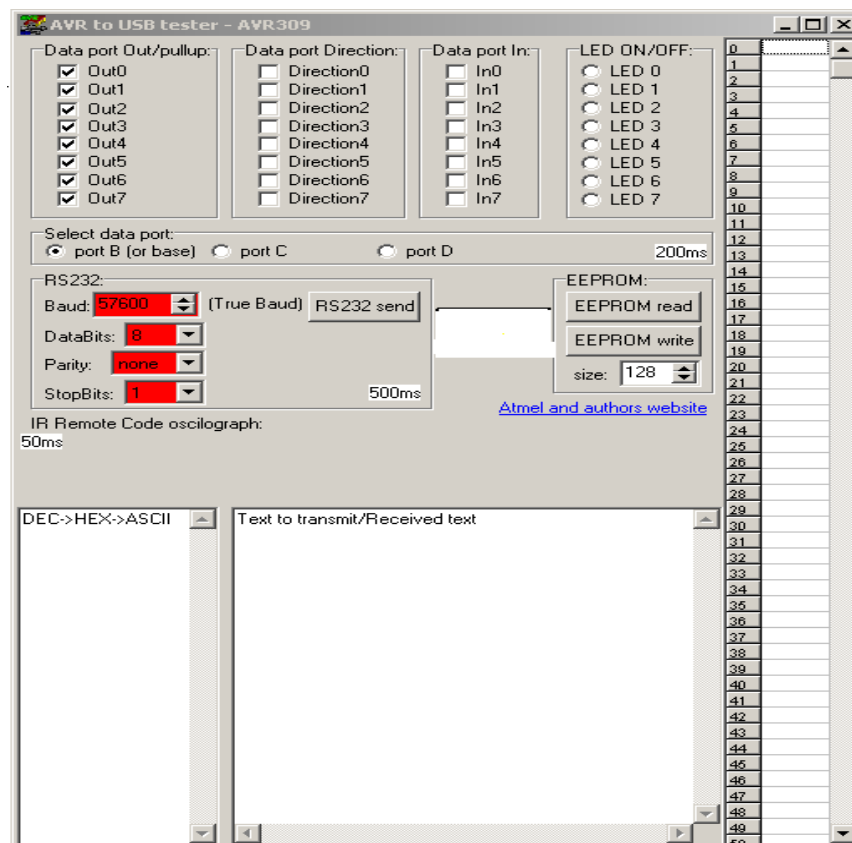 AVR to USB tester - AVR309
Data port Out/pullup:
Out0
Out1
Out2
Out3
Out4
Out5
Out6
Out7
Data port Direction:
Direction0
Direction1
Direction2
Direction3
Direction4
Direction5
Direction6
Direction7
Data port In:
In0
In1
In2
In3
In4
In5
In6
In7
LED ON/OFF:
LED 0
LED 1
LED 2
LED 3
LED 4
LED 5
LED 6
LED 7
Select data port:
port B (or base) port C port D 200ms
RS232:
Baud: 57600 (True Baud) RS232 send
DataBits: 8
Parity: none
StopBits: 1 500ms
EEPROM:
EEPROM read
EEPROM write
size: 128
Atmel and authors website
IR Remote Code oscilograph:
50ms
DEC->HEX->ASCII
Text to transmit/Received text
0
1
2
3
4
5
6
7
8
9
10
11
12
13
14
15
16
17
18
19
20
21
22
23
24
25
26
27
28
29
30
31
32
33
34
35
36
37
38
39
40
41
42
43
44
45
46
47
48
49